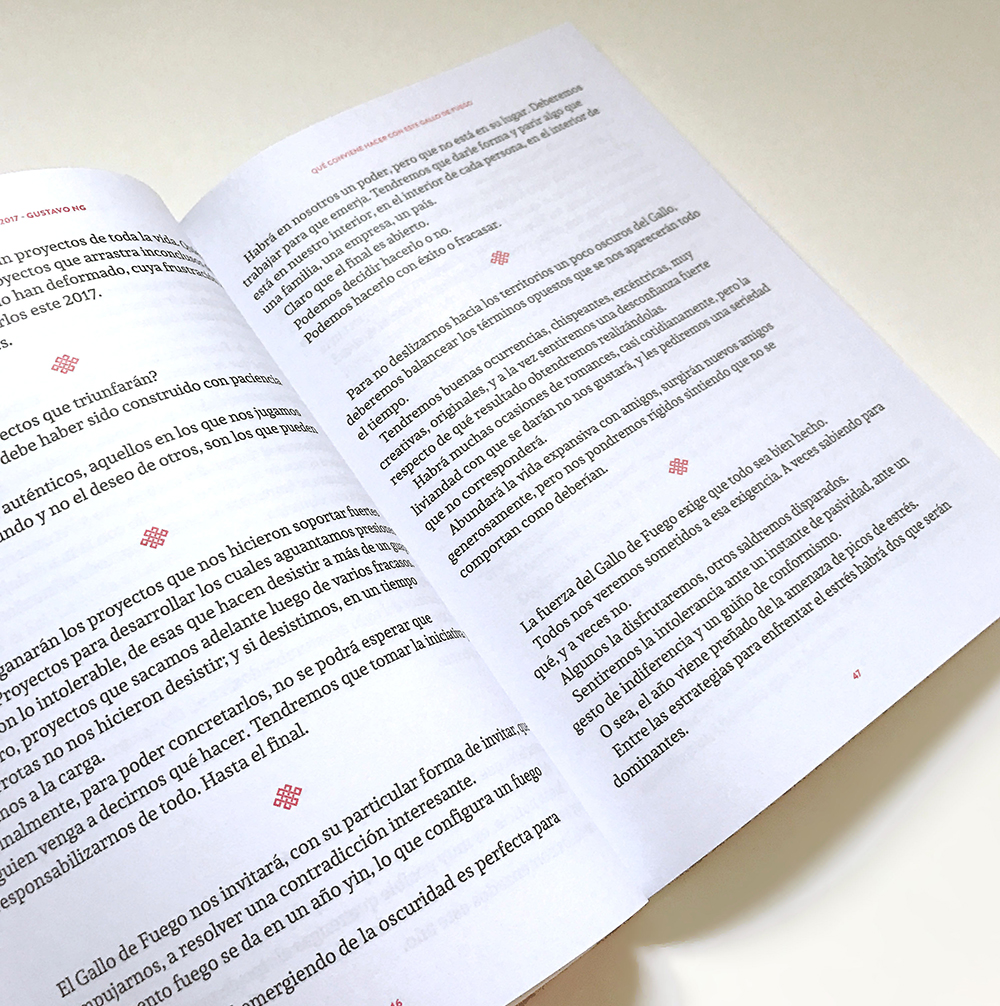 2017 - GUSTAVO NG
proyectos de toda la vida.
que arrastra inconclusos
lo han deformado, cuya frustración
este 2017.
que triunfarán?
debe haber sido construido con paciencia
auténticos, aquellos en los que nos jugamos
y no el deseo de otros, son los que pueden
ganarán los proyectos que nos hicieron soportar fuertes
Proyectos para desarrollar los cuales aguantamos presiones
lo intolerable, de esas que hacen desistir a más de un
proyectos que sacamos adelante luego de varios fracasos
no nos hicieron desistir; y si desistimos, en un tiempo
a la carga.
para poder concretarlos, no se podrá esperar que
venga a decirnos qué hacer. Tendremos que tomar la iniciativa
responsabilizarnos de todo. Hasta el final.
El Gallo de Fuego nos invitará, con su particular forma de invitar, que
a resolver una contradicción interesante.
fuego se da en un año yin, lo que configura un fuego
emergiendo de la oscuridad es perfecta para
46
QUÉ CONVIENE HACER CON ESTE GALLO DE FUEGO
Habrá en nosotros un poder, pero que no está en su lugar. Deberemos
trabajar para que emerja. Tendremos que darle forma y parir algo que
está en nuestro interior, en el interior de cada persona, en el interior de
una familia, una empresa, un país.
Claro que el final es abierto.
Podemos decidir hacerlo o no.
Podemos hacerlo con éxito o fracasar.
Para no deslizarnos hacia los territorios un poco oscuros del Gallo,
deberemos balancear los términos opuestos que se nos aparecerán todo
el tiempo.
Tendremos buenas ocurrencias, chispeantes, excéntricas, muy
creativas, originales, y a la vez sentiremos una desconfianza fuerte
respecto de qué resultado obtendremos realizándolas.
Habrá muchas ocasiones de romances, casi cotidianamente, pero la
liviandad con que se darán no nos gustará, y les pediremos una seriedad
que no corresponderá.
Abundará la vida expansiva con amigos, surgirán nuevos amigos
generosamente, pero nos pondremos rígidos sintiendo que no se
comportan como deberían.
La fuerza del Gallo de Fuego exige que todo sea bien hecho.
Todos nos veremos sometidos a esa exigencia. A veces sabiendo para
qué, y a veces no.
Algunos la disfrutaremos, otros saldremos disparados.
Sentiremos la intolerancia ante un instante de pasividad, ante un
gesto de indiferencia y un guiño de conformismo.
O sea, el año viene preñado de la amenaza de picos de estrés.
Entre las estrategias para enfrentar el estrés habrá dos que serán
dominantes.
47